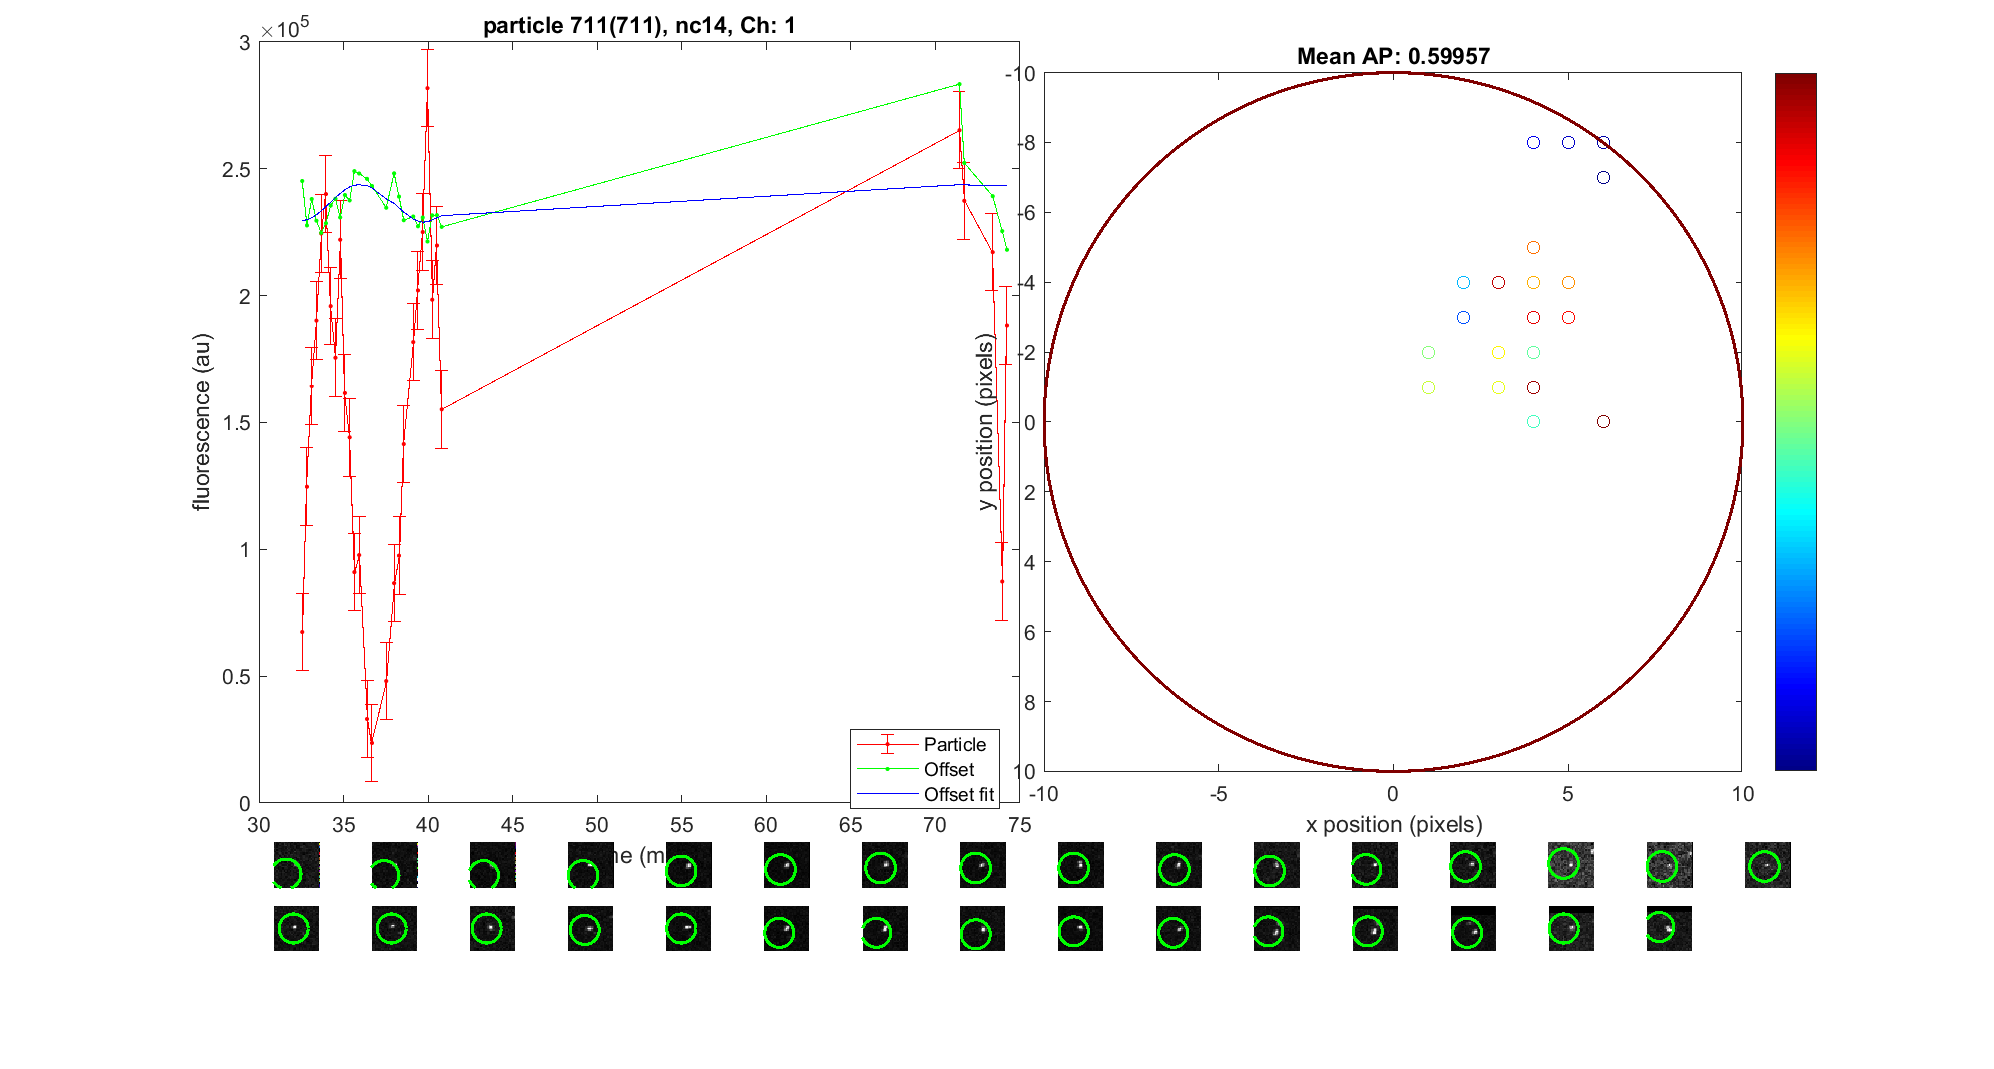 particle 711(711), nc14, Ch: 1
×10^5
3
2.5
2
1.5
1
0.5
0
fluorescence (au)
30 35 40 45 50 55 60 65 70 75
Particle
Offset
Offset fit
Mean AP: 0.59957
-10
-8
-6
-4
-2
0
2
4
6
8
10
y position (pixels)
-10 -5 0 5 10
x position (pixels)